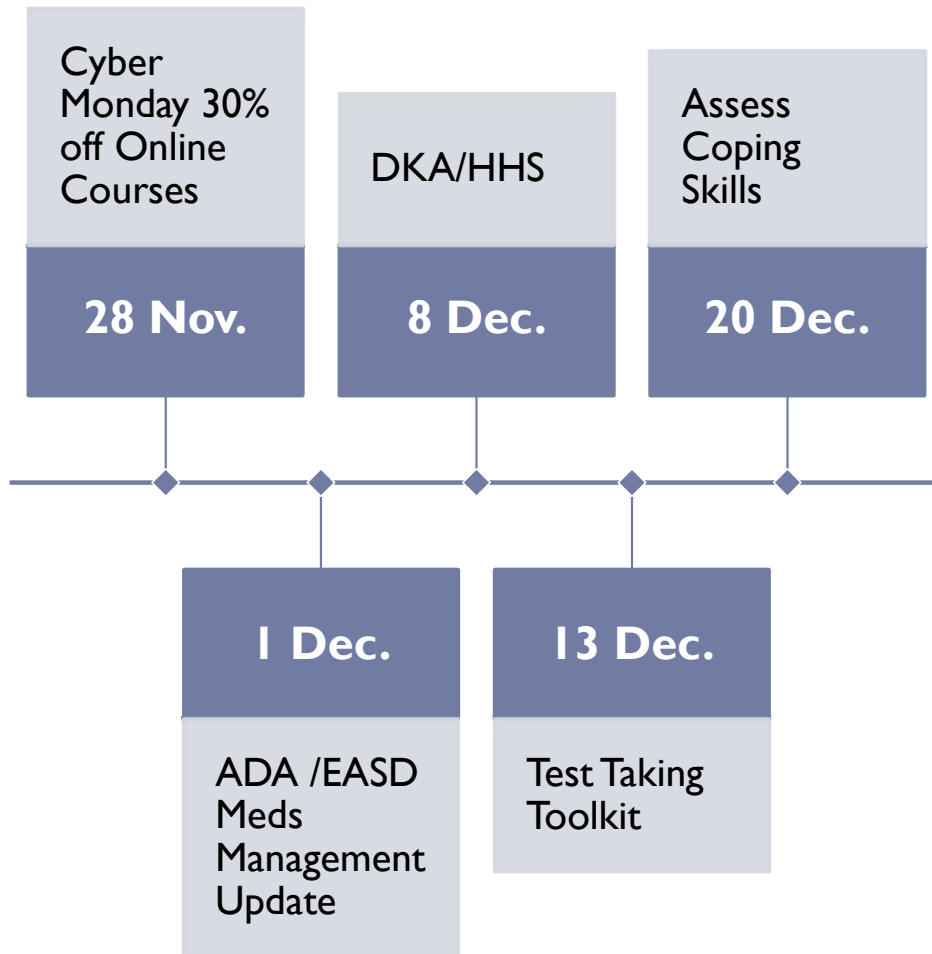 Cyber
Monday 30%
off Online
Courses
28 Nov.
DKA/HHS
8 Dec.
Assess
Coping
Skills
20 Dec.
1 Dec.
ADA /EASD
Meds
Management
Update
13 Dec.
Test Taking
Toolkit